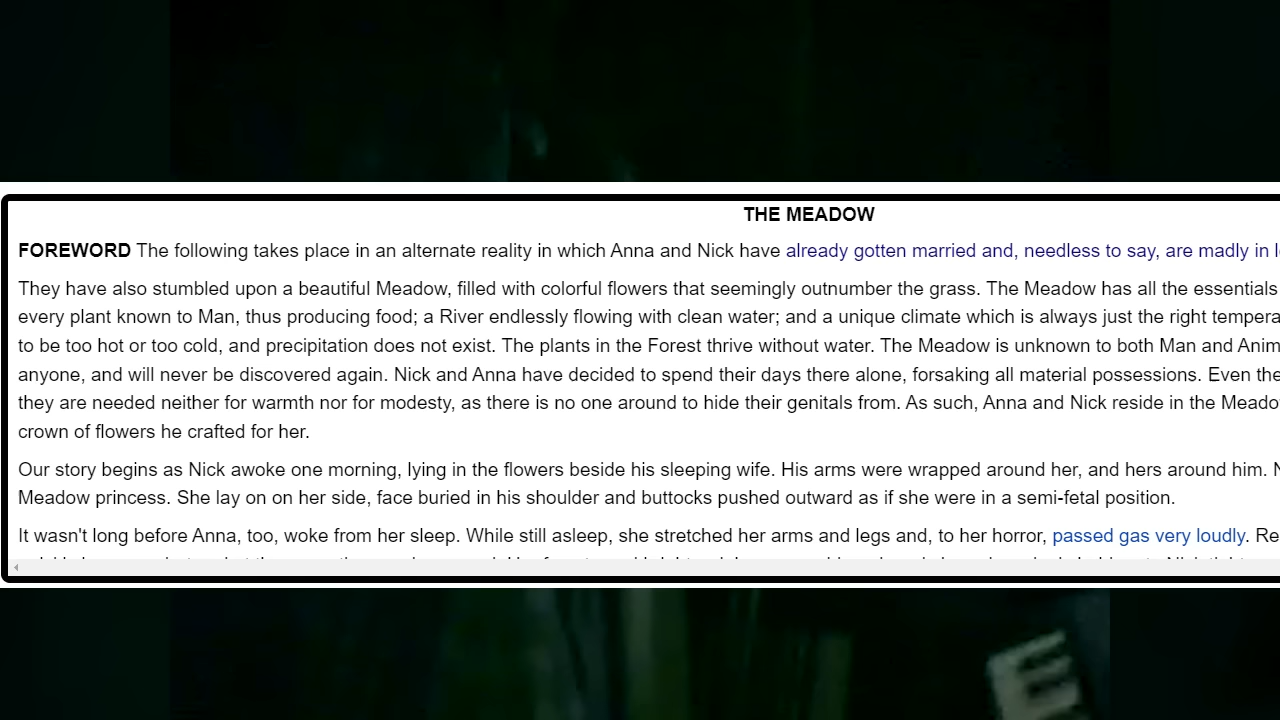 THE MEADOW
FOREWORD The following takes place in an alternate reality in which Anna and Nick have already gotten married and, needless to say, are madly in
They have also stumbled upon a beautiful Meadow, filled with colorful flowers that seemingly outnumber the grass. The Meadow has all the essentials
every plant known to Man, thus producing food; a River endlessly flowing with clean water; and a unique climate which is always just the right
to be too hot or too cold, and precipitation does not exist. The plants in the Forest thrive without water. The Meadow is unknown to both Man and
anyone, and will never be discovered again. Nick and Anna have decided to spend their days there alone, forsaking all material possessions. Even
they are needed neither for warmth nor for modesty, as there is no one around to hide their genitals from. As such, Anna and Nick reside in the
crown of flowers he crafted for her.
Our story begins as Nick awoke one morning, lying in the flowers beside his sleeping wife. His arms were wrapped around her, and hers around him.
Meadow princess. She lay on on her side, face buried in his shoulder and buttocks pushed outward as if she were in a semi-fetal position.
It wasn't long before Anna, too, woke from her sleep. While still asleep, she stretched her arms and legs and, to her horror, passed gas very loudly.
E